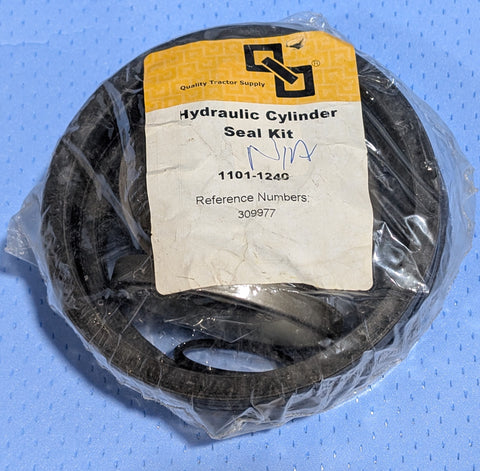 ®
Quality Tractor Supply
Hydraulic Cylinder
Seal Kit
N/A
1101-1240
Reference Numbers:
309977